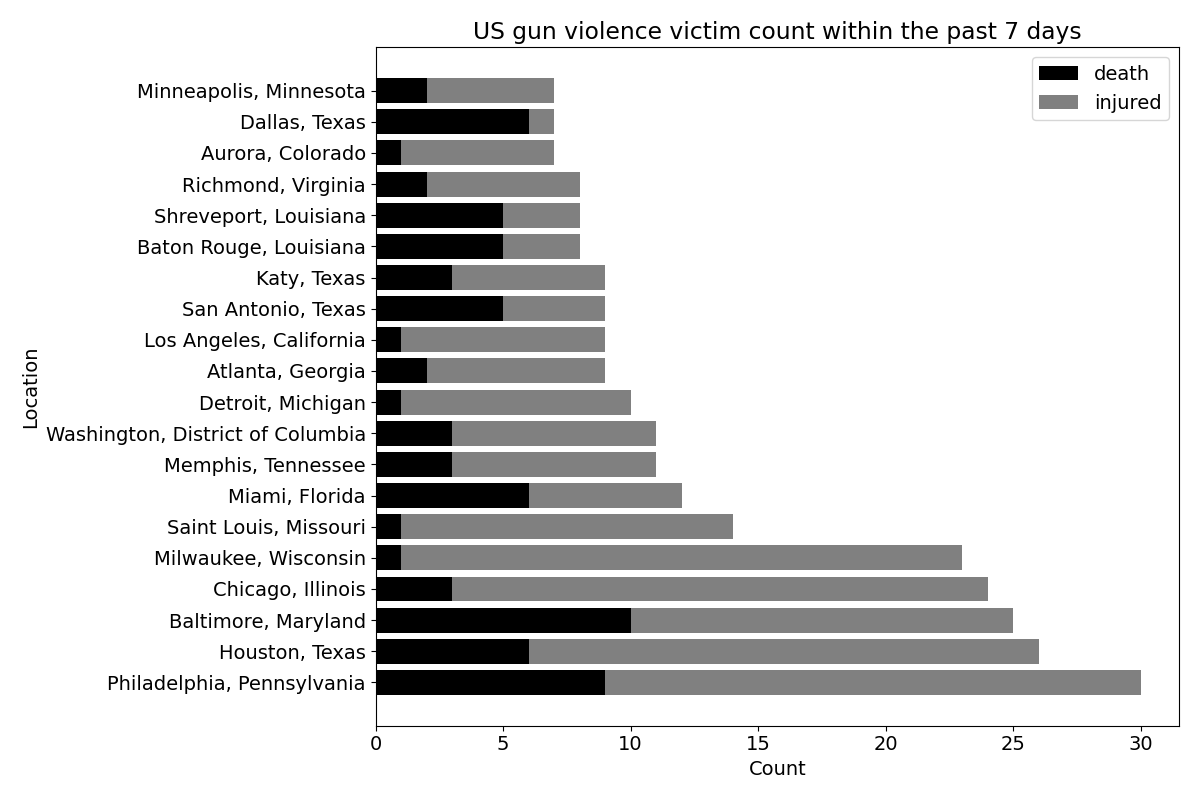 US gun violence victim count within the past 7 days
death
injured
Minneapolis, Minnesota
Dallas, Texas
Aurora, Colorado
Richmond, Virginia
Shreveport, Louisiana
Baton Rouge, Louisiana
Katy, Texas
San Antonio, Texas
Los Angeles, California
Atlanta, Georgia
Detroit, Michigan
Washington, District of Columbia
Memphis, Tennessee
Miami, Florida
Saint Louis, Missouri
Milwaukee, Wisconsin
Chicago, Illinois
Baltimore, Maryland
Houston, Texas
Philadelphia, Pennsylvania
Location
0 5 10 15 20 25 30
Count